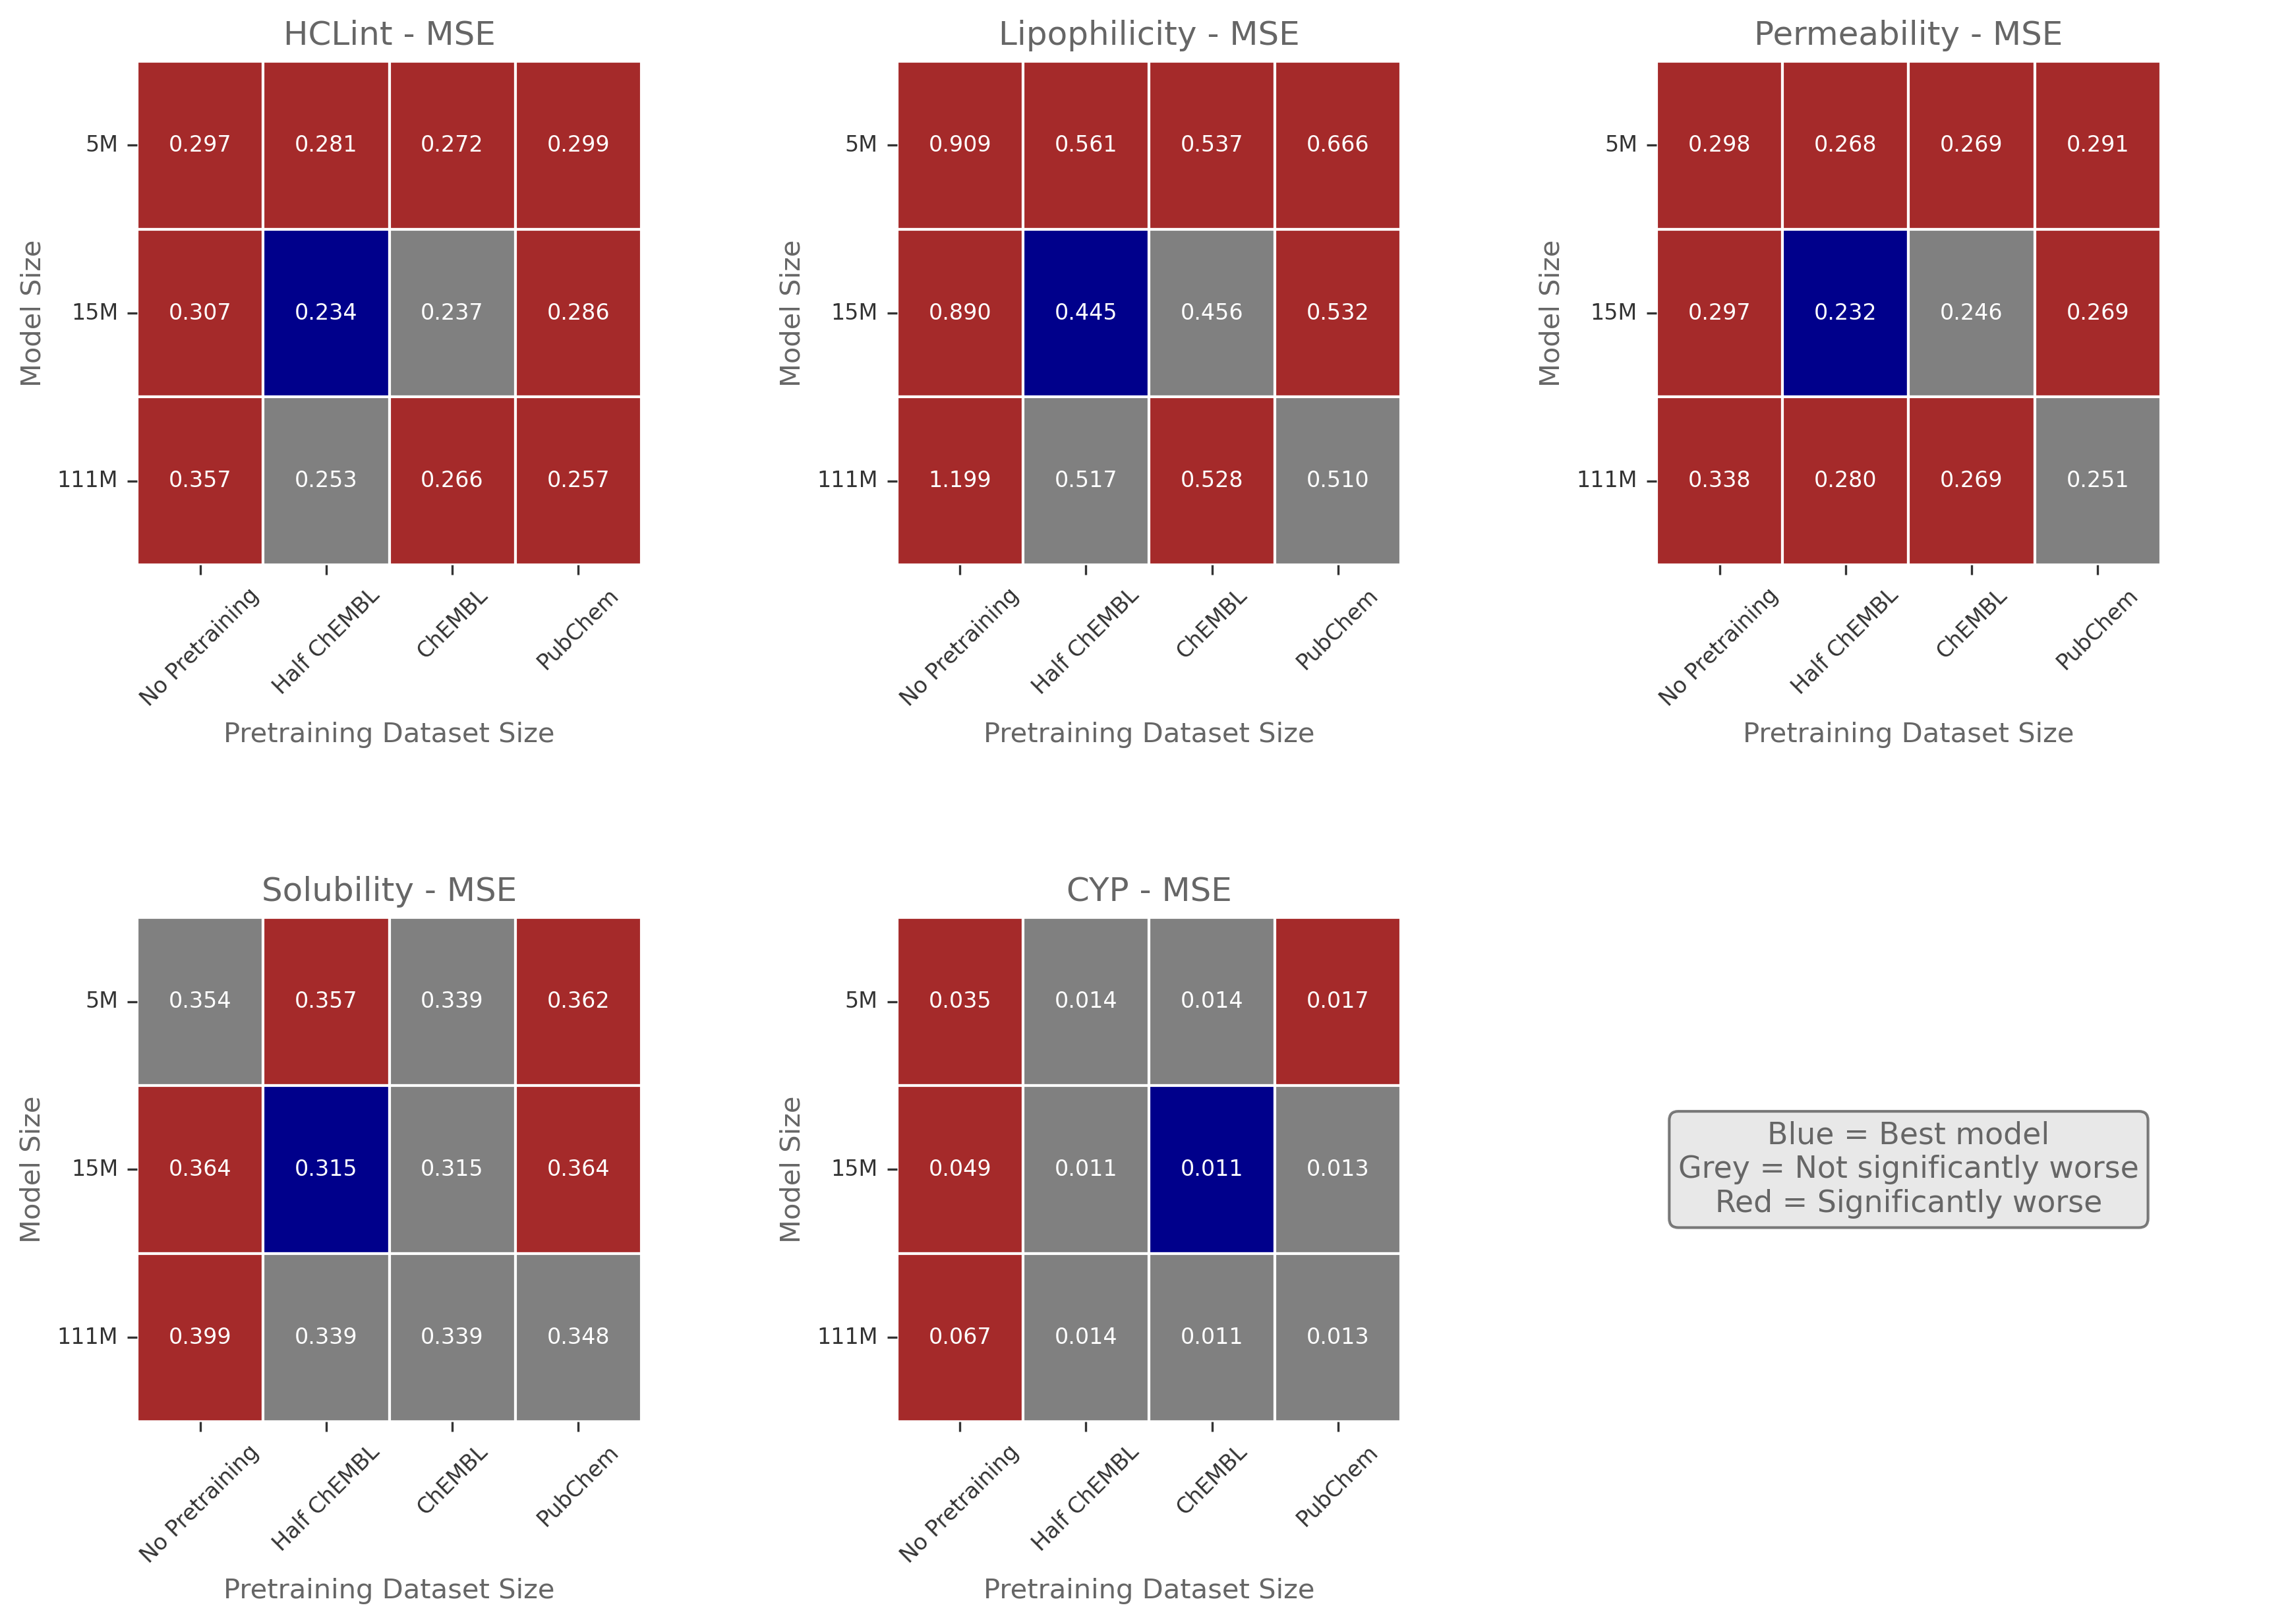 HCLint - MSE
Model Size
5M 0.297 0.281 0.272 0.299
15M 0.307 0.234 0.237 0.286
111M 0.357 0.253 0.266 0.257
No Pretraining Half ChEMBL ChEMBL PubChem
Pretraining Dataset Size
Lipophilicity - MSE
Model Size
5M 0.909 0.561 0.537 0.666
15M 0.890 0.445 0.456 0.532
111M 1.199 0.517 0.528 0.510
No Pretraining Half ChEMBL ChEMBL PubChem
Pretraining Dataset Size
Permeability - MSE
Model Size
5M 0.298 0.268 0.269 0.291
15M 0.297 0.232 0.246 0.269
111M 0.338 0.280 0.269 0.251
No Pretraining Half ChEMBL ChEMBL PubChem
Pretraining Dataset Size
Solubility - MSE
Model Size
5M 0.354 0.357 0.339 0.362
15M 0.364 0.315 0.315 0.364
111M 0.399 0.339 0.339 0.348
No Pretraining Half ChEMBL ChEMBL PubChem
Pretraining Dataset Size
CYP - MSE
Model Size
5M 0.035 0.014 0.014 0.017
15M 0.049 0.011 0.011 0.013
111M 0.067 0.014 0.011 0.013
No Pretraining Half ChEMBL ChEMBL PubChem
Pretraining Dataset Size
Blue = Best model
Grey = Not significantly worse
Red = Significantly worse